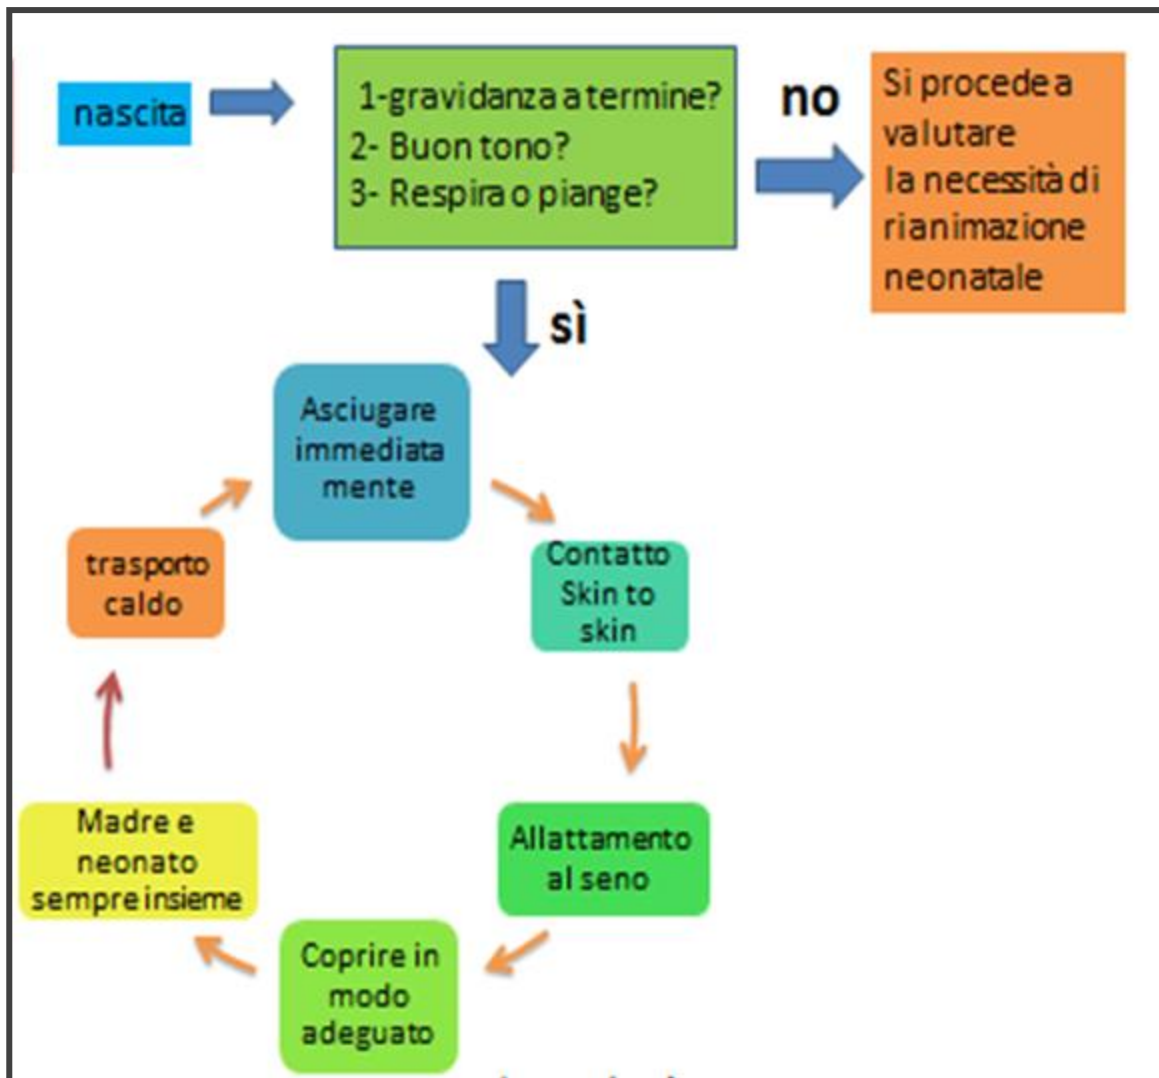 nascita
1-gravidanza a termine?
2- Buon tono?
3- Respira o piange?
no
Si procede a
valutare
la necessità di
rianimazione
neonatale
sì
Asciugare
immediata
mente
Contatto
Skin to
skin
Allattamento
al seno
Coprire in
modo
adeguato
Madre e
neonato
sempre insieme
trasporto
caldo